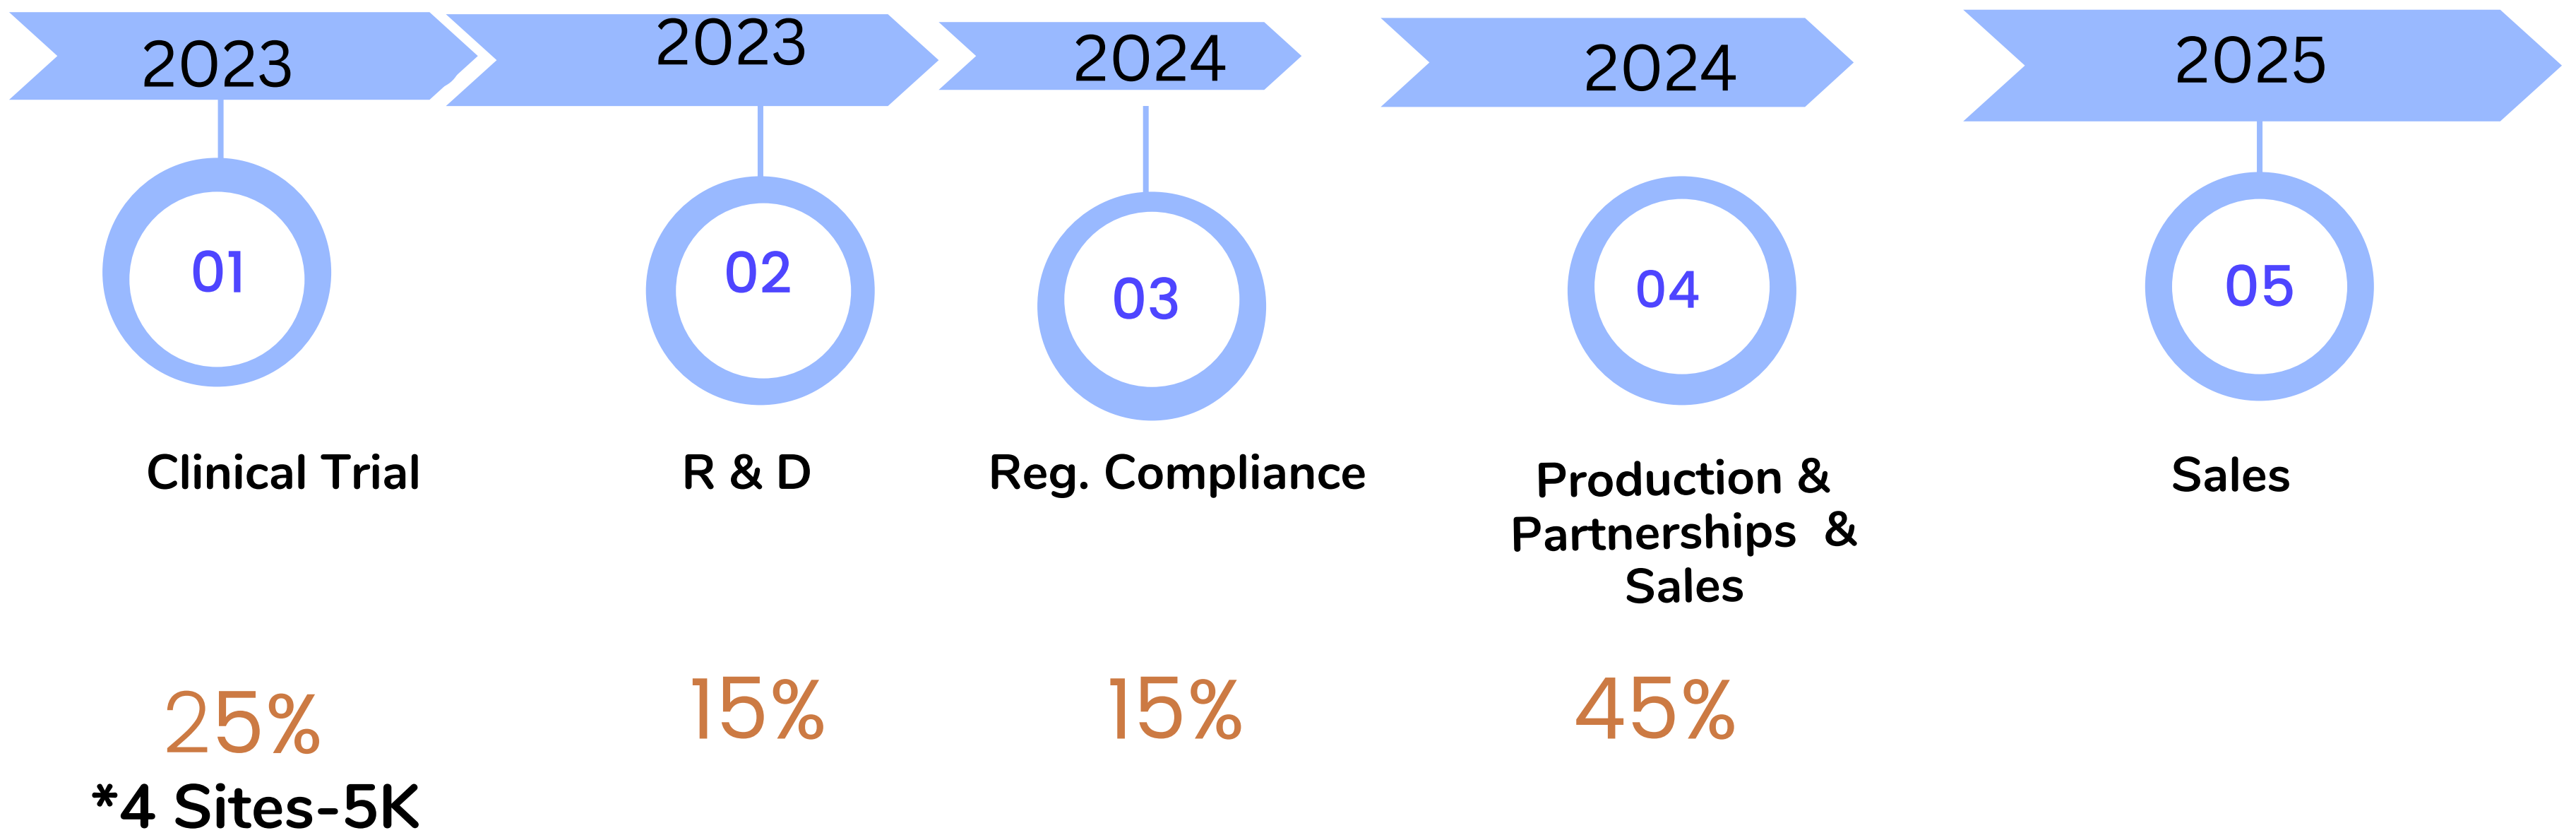 2023
2023
2024
2024
2025
01
02
03
04
05
Clinical Trial
R & D
Reg. Compliance
Production &
Partnerships &
Sales
Sales
25%
15%
15%
45%
*4 Sites-5K